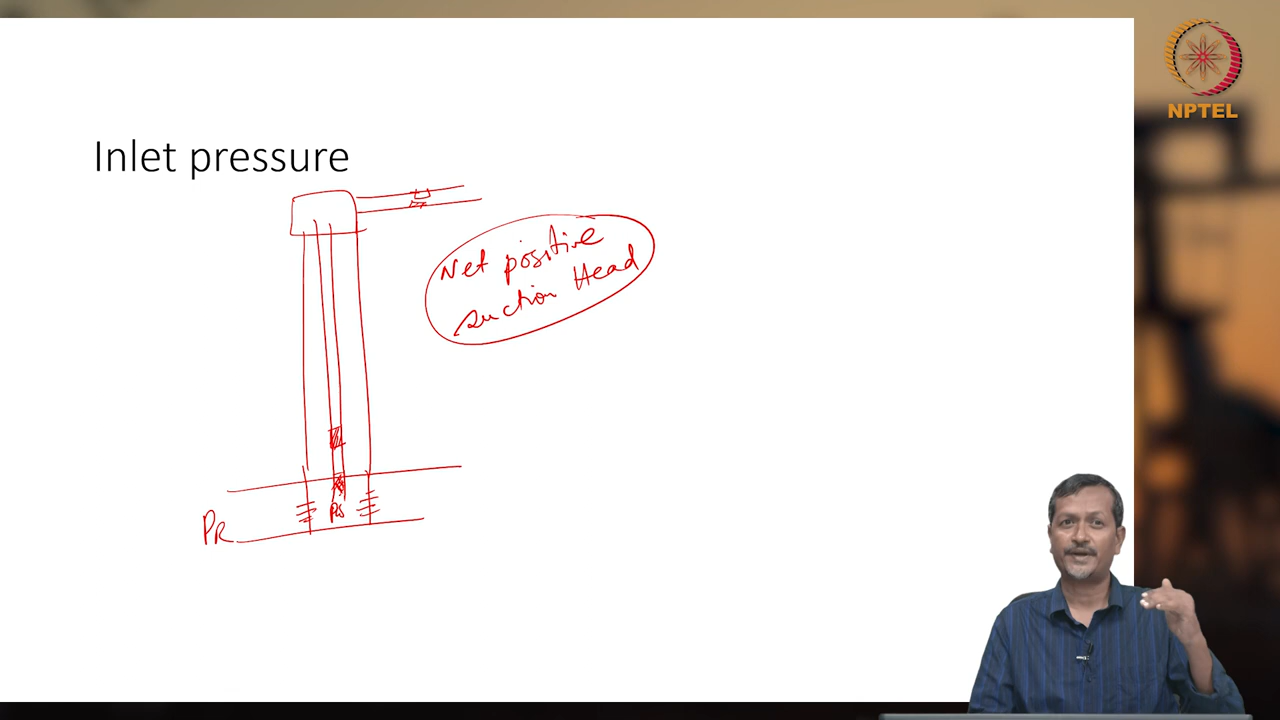 NPTEL
Inlet pressure
Net positive
suction Head
PR